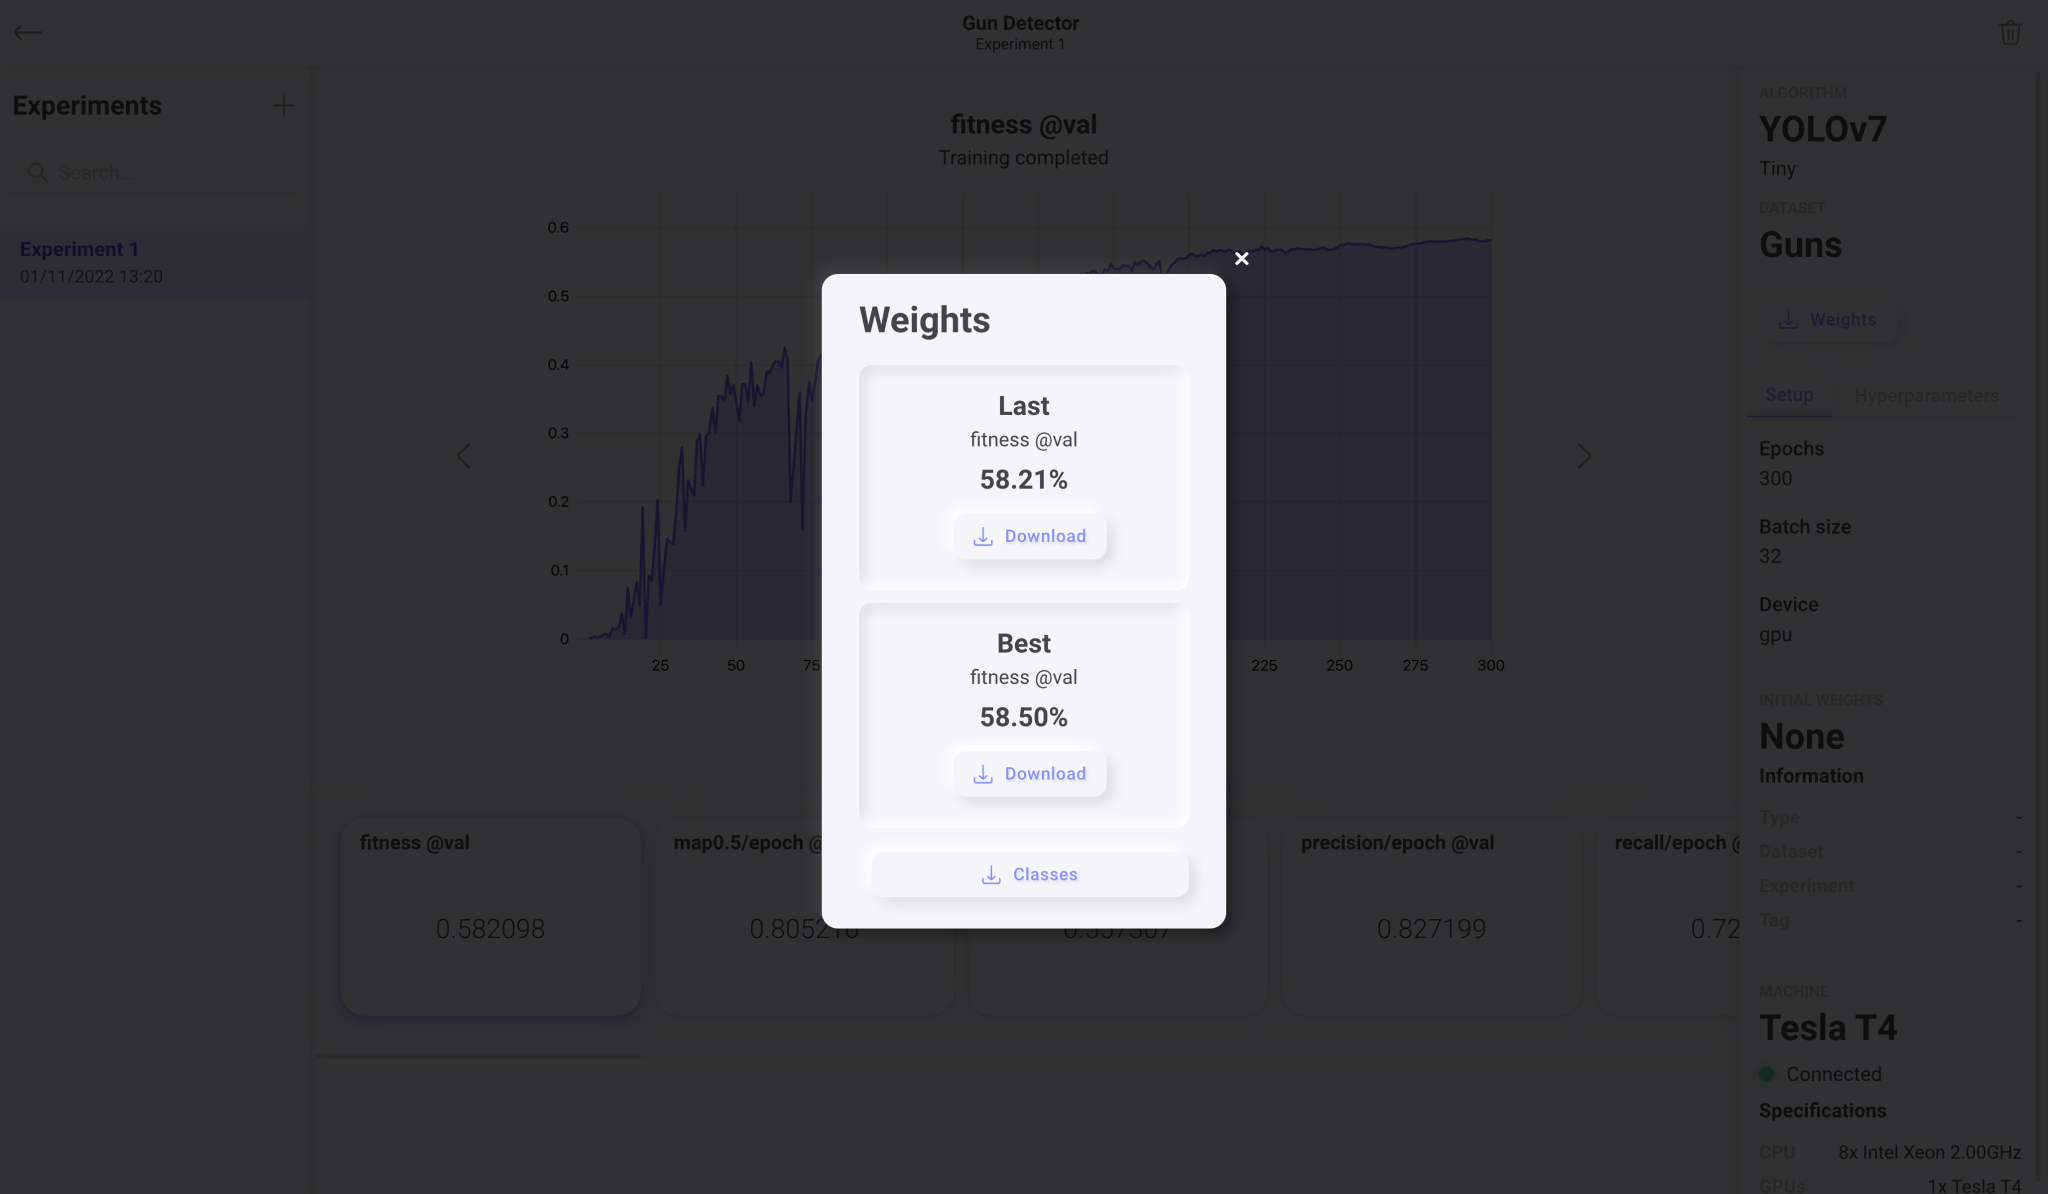 Gun Detector
Experiment 1
Experiments
Search...
Experiment 1
01/11/2022 13:20
fitness @val
Training completed
0.6
0.5
0.4
0.3
0.2
0.1
0
25 50 75 225 250 275 300
Weights
Last
fitness @val
58.21%
Download
Best
fitness @val
58.50%
Download
Classes
fitness @val
0.582098
map0.5/epoch @
precision/epoch @val
0.827199
recall/epoch
0.72
ALGORITHM
YOLOv7
Tiny
DATASET
Guns
Weights
Setup Hyperparameters
Epochs
300
Batch size
32
Device
gpu
INITIAL WEIGHTS
None
Information
Type -
Dataset -
Experiment -
Tag -
MACHINE
Tesla T4
Connected
Specifications
CPU 8x Intel Xeon 2.00GHz
GPUs 1x Tesla T4